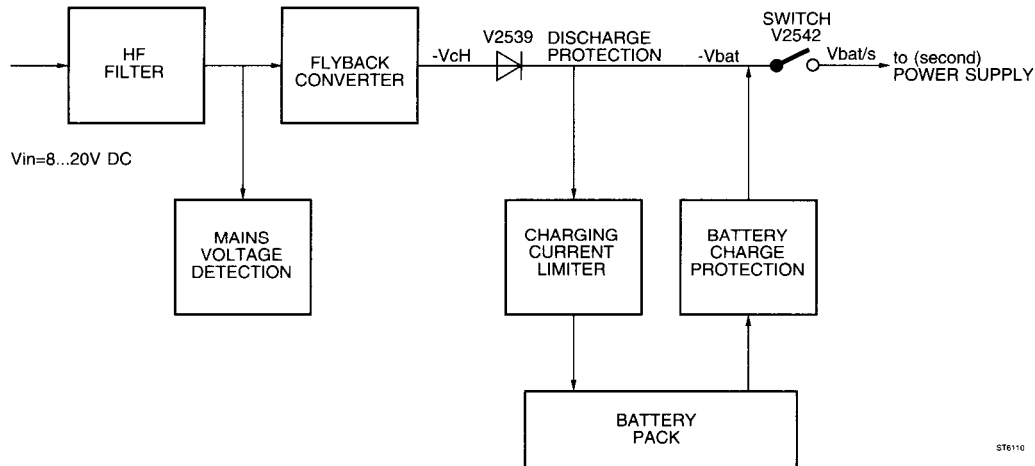 HF
FILTER
FLYBACK
CONVERTER
-VcH
V2539
DISCHARGE
PROTECTION
-Vbat
SWITCH
V2542
Vbat/s
to (second)
POWER SUPPLY
Vin=8...20V DC
MAINS
VOLTAGE
DETECTION
CHARGING
CURRENT
LIMITER
BATTERY
CHARGE
PROTECTION
BATTERY
PACK
ST6110